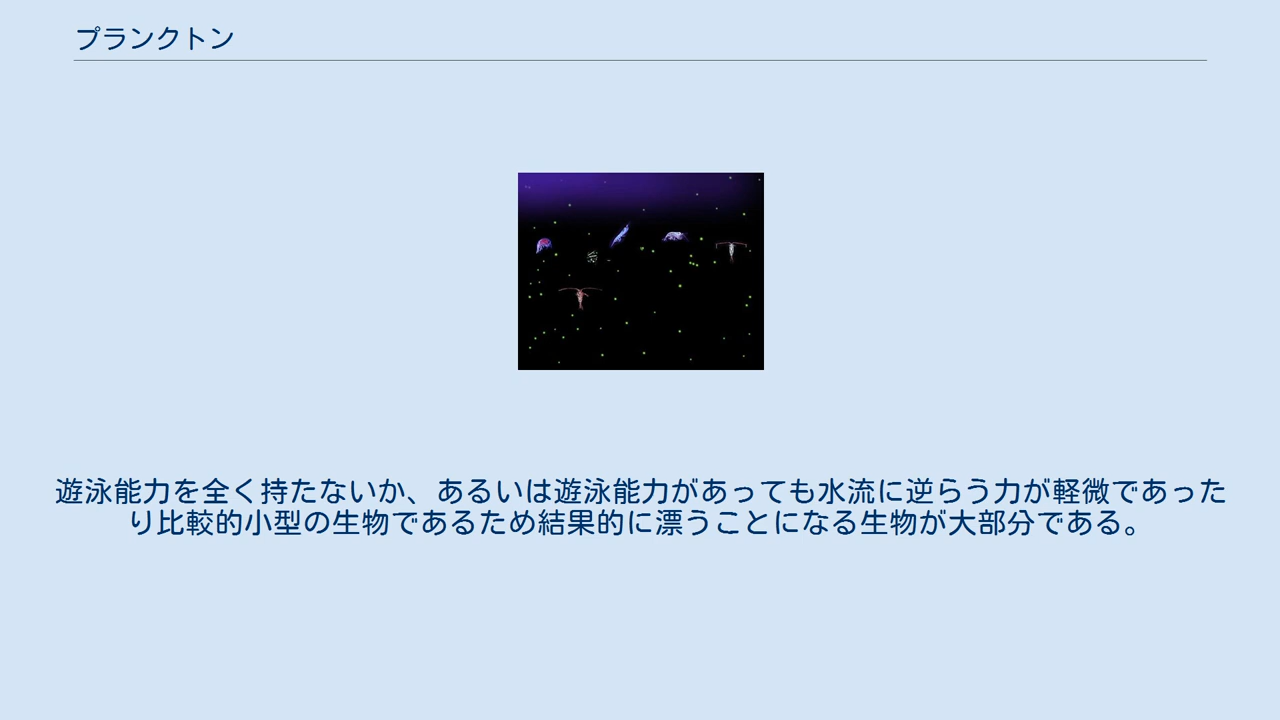 プランクトン
遊泳能力を全く持たないか、あるいは遊泳能力があっても水流に逆らう力が軽微であった
り比較的小型の生物であるため結果的に漂うことになる生物が大部分である。